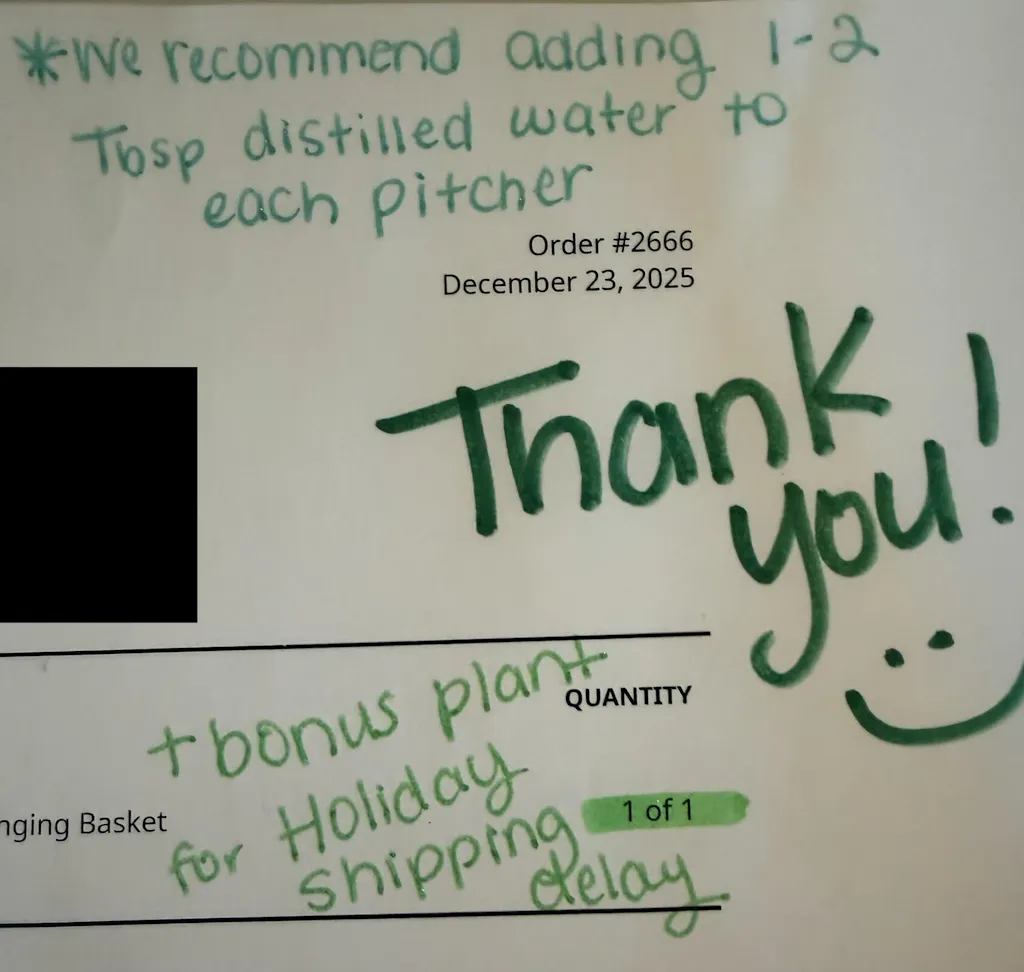 *We recommend adding 1-2
Tbsp distilled water to
each pitcher
Order #2666
December 23, 2025
Thank
you!
+ bonus plant
QUANTITY
for Holiday
shipping
delay
nging Basket
1 of 1